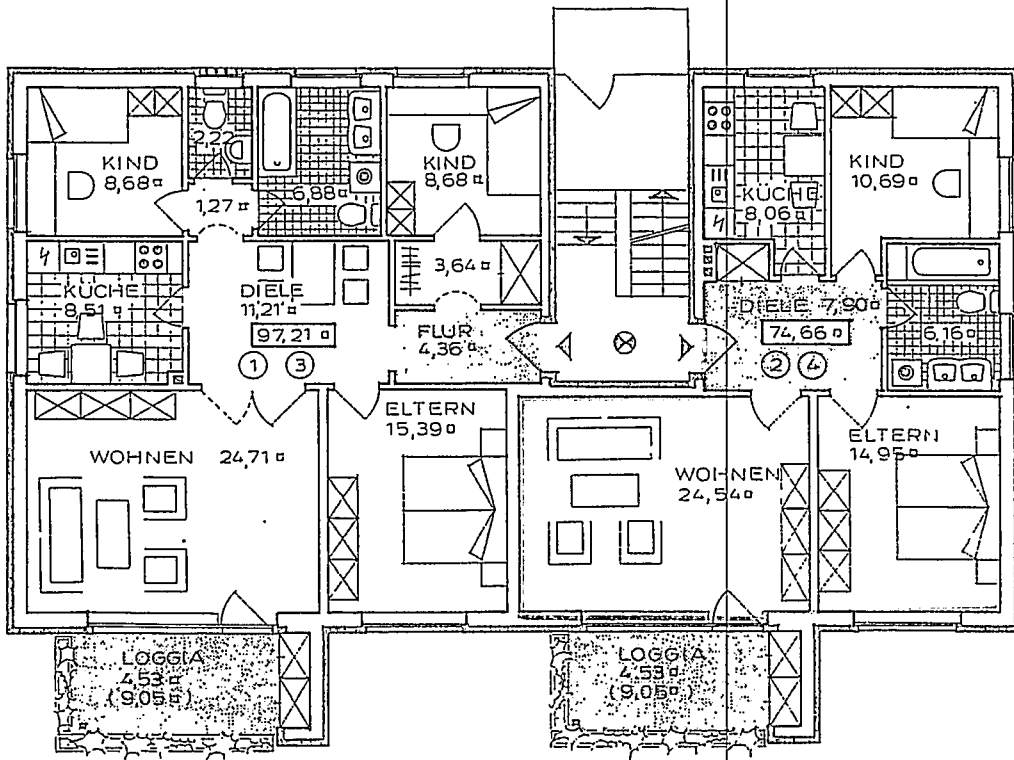 KIND
8,68
2,22
1,27
6,88
KIND
8,68
3,64
KÜCHE
8,51
DIELE
11,21
97,21
1 3
FLUR
4,36
WOHNEN 24,71
ELTERN
15,39
LOGGIA
4,53
(9,05)
KÜCHE
8,06
KIND
10,69
DIELE 7,90
74,66
2 4
6,16
WOHNEN
24,54
ELTERN
14,95
LOGGIA
4,53
(9,05)